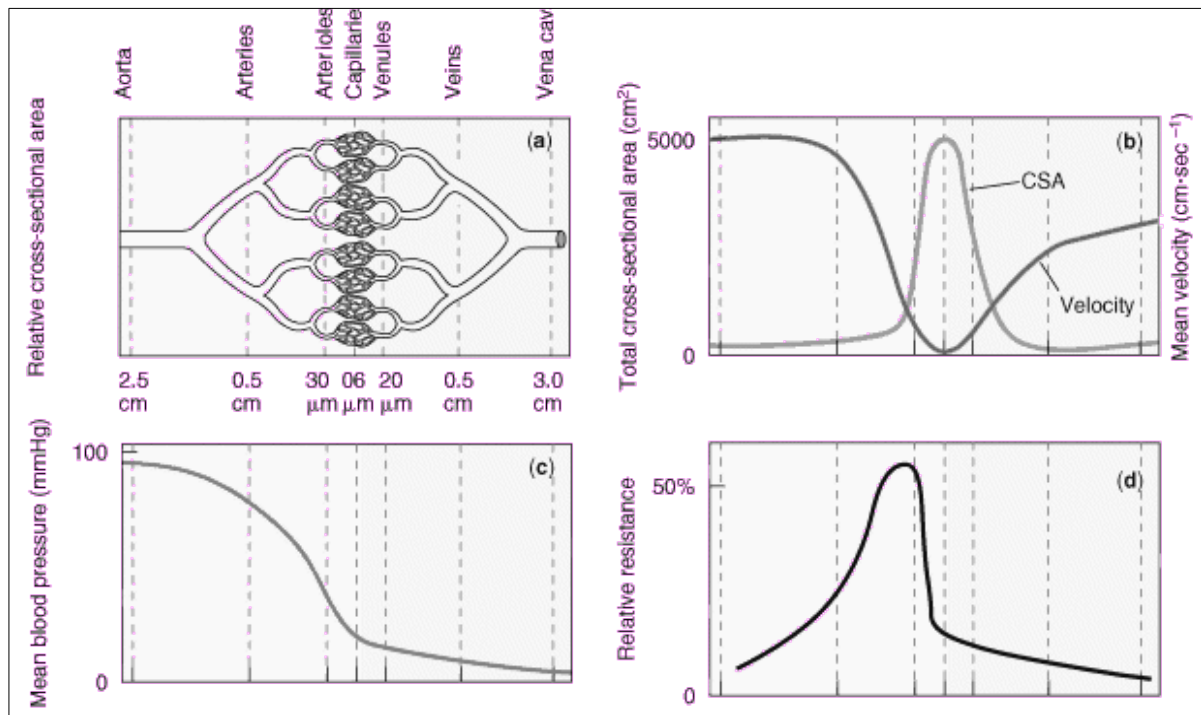 Aorta
Arteries
Arterioles
Capillarie
Venules
Veins
Vena cav
Relative cross-sectional area
(a)
2.5 cm
0.5 cm
30 μm
06 μm
20 μm
0.5 cm
3.0 cm
Total cross-sectional area (cm²)
5000
0
(b)
CSA
Velocity
Mean velocity (cm·sec⁻¹)
Mean blood pressure (mmHg)
100
0
(c)
Relative resistance
50%
0
(d)